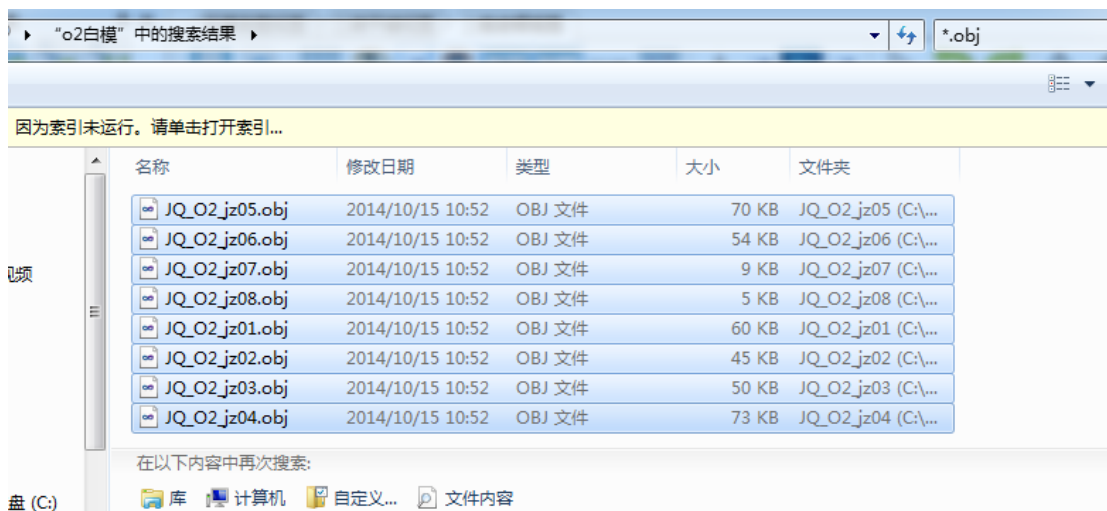 “o2白模”中的搜索结果
*.obj
因为索引未运行。请单击打开索引...
名称 修改日期 类型 大小 文件夹
JQ_O2_jz05.obj 2014/10/15 10:52 OBJ 文件 70 KB JQ_O2_jz05 (C:\...
JQ_O2_jz06.obj 2014/10/15 10:52 OBJ 文件 54 KB JQ_O2_jz06 (C:\...
JQ_O2_jz07.obj 2014/10/15 10:52 OBJ 文件 9 KB JQ_O2_jz07 (C:\...
视频
JQ_O2_jz08.obj 2014/10/15 10:52 OBJ 文件 5 KB JQ_O2_jz08 (C:\...
JQ_O2_jz01.obj 2014/10/15 10:52 OBJ 文件 60 KB JQ_O2_jz01 (C:\...
JQ_O2_jz02.obj 2014/10/15 10:52 OBJ 文件 45 KB JQ_O2_jz02 (C:\...
JQ_O2_jz03.obj 2014/10/15 10:52 OBJ 文件 50 KB JQ_O2_jz03 (C:\...
JQ_O2_jz04.obj 2014/10/15 10:52 OBJ 文件 73 KB JQ_O2_jz04 (C:\...
在以下内容中再次搜索:
盘 (C:) 库 计算机 自定义... 文件内容